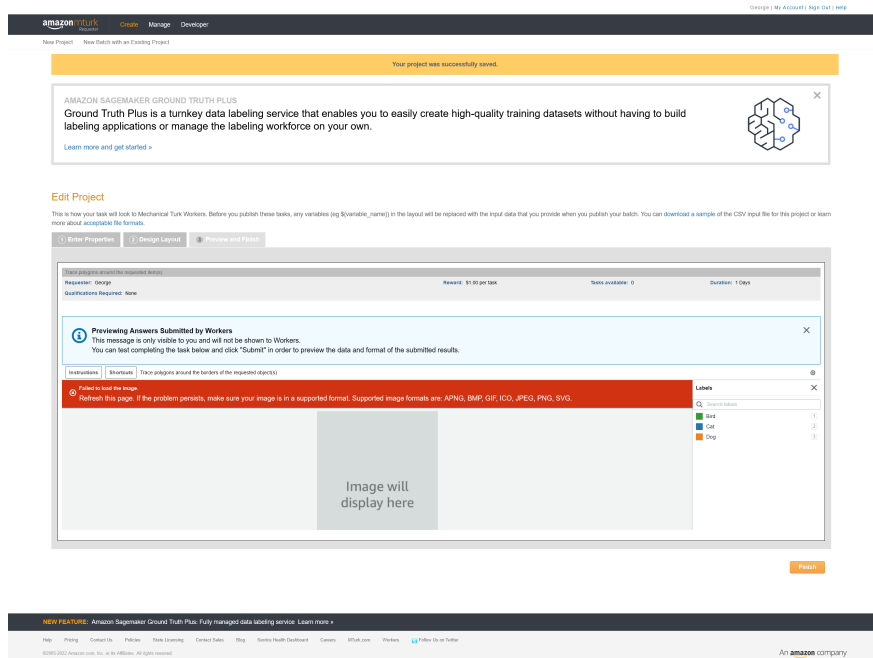 George | My Account | Sign Out | Help
amazon mturk
Requester
Create Manage Developer
New Project New Batch with an Existing Project
Your project was successfully saved.
AMAZON SAGEMAKER GROUND TRUTH PLUS
Ground Truth Plus is a turnkey data labeling service that enables you to easily create high-quality training datasets without having to build
labeling applications or manage the labeling workforce on your own.
Learn more and get started »
Edit Project
This is how your task will look to Mechanical Turk Workers. Before you publish these tasks, any variables (eg ${variable_name}) in the layout will be replaced with the input data that you provide when you publish your batch. You can download a sample of the CSV input file for this project or learn
more about acceptable file formats.
1 Enter Properties 2 Design Layout 3 Preview and Finish
Trace polygons around the requested item(s)
Requester: George Reward: $1.00 per task Tasks available: 0 Duration: 1 Days
Qualifications Required: None
Previewing Answers Submitted by Workers
This message is only visible to you and will not be shown to Workers.
You can test completing the task below and click "Submit" in order to preview the data and format of the submitted results.
Instructions Shortcuts Trace polygons around the borders of the requested object(s)
Failed to load the image.
Refresh this page. If the problem persists, make sure your image is in a supported format. Supported image formats are: APNG, BMP, GIF, ICO, JPEG, PNG, SVG.
Labels
Search labels
Bird 1
Cat 2
Dog 3
Image will
display here
Finish
NEW FEATURE: Amazon Sagemaker Ground Truth Plus: Fully managed data labeling service Learn more »
Help Pricing Contact Us Policies State Licensing Contact Sales Blog Service Health Dashboard Careers MTurk.com Workers Follow Us on Twitter
©2005-2022 Amazon.com, Inc. or its Affiliates. All rights reserved.
An amazon company